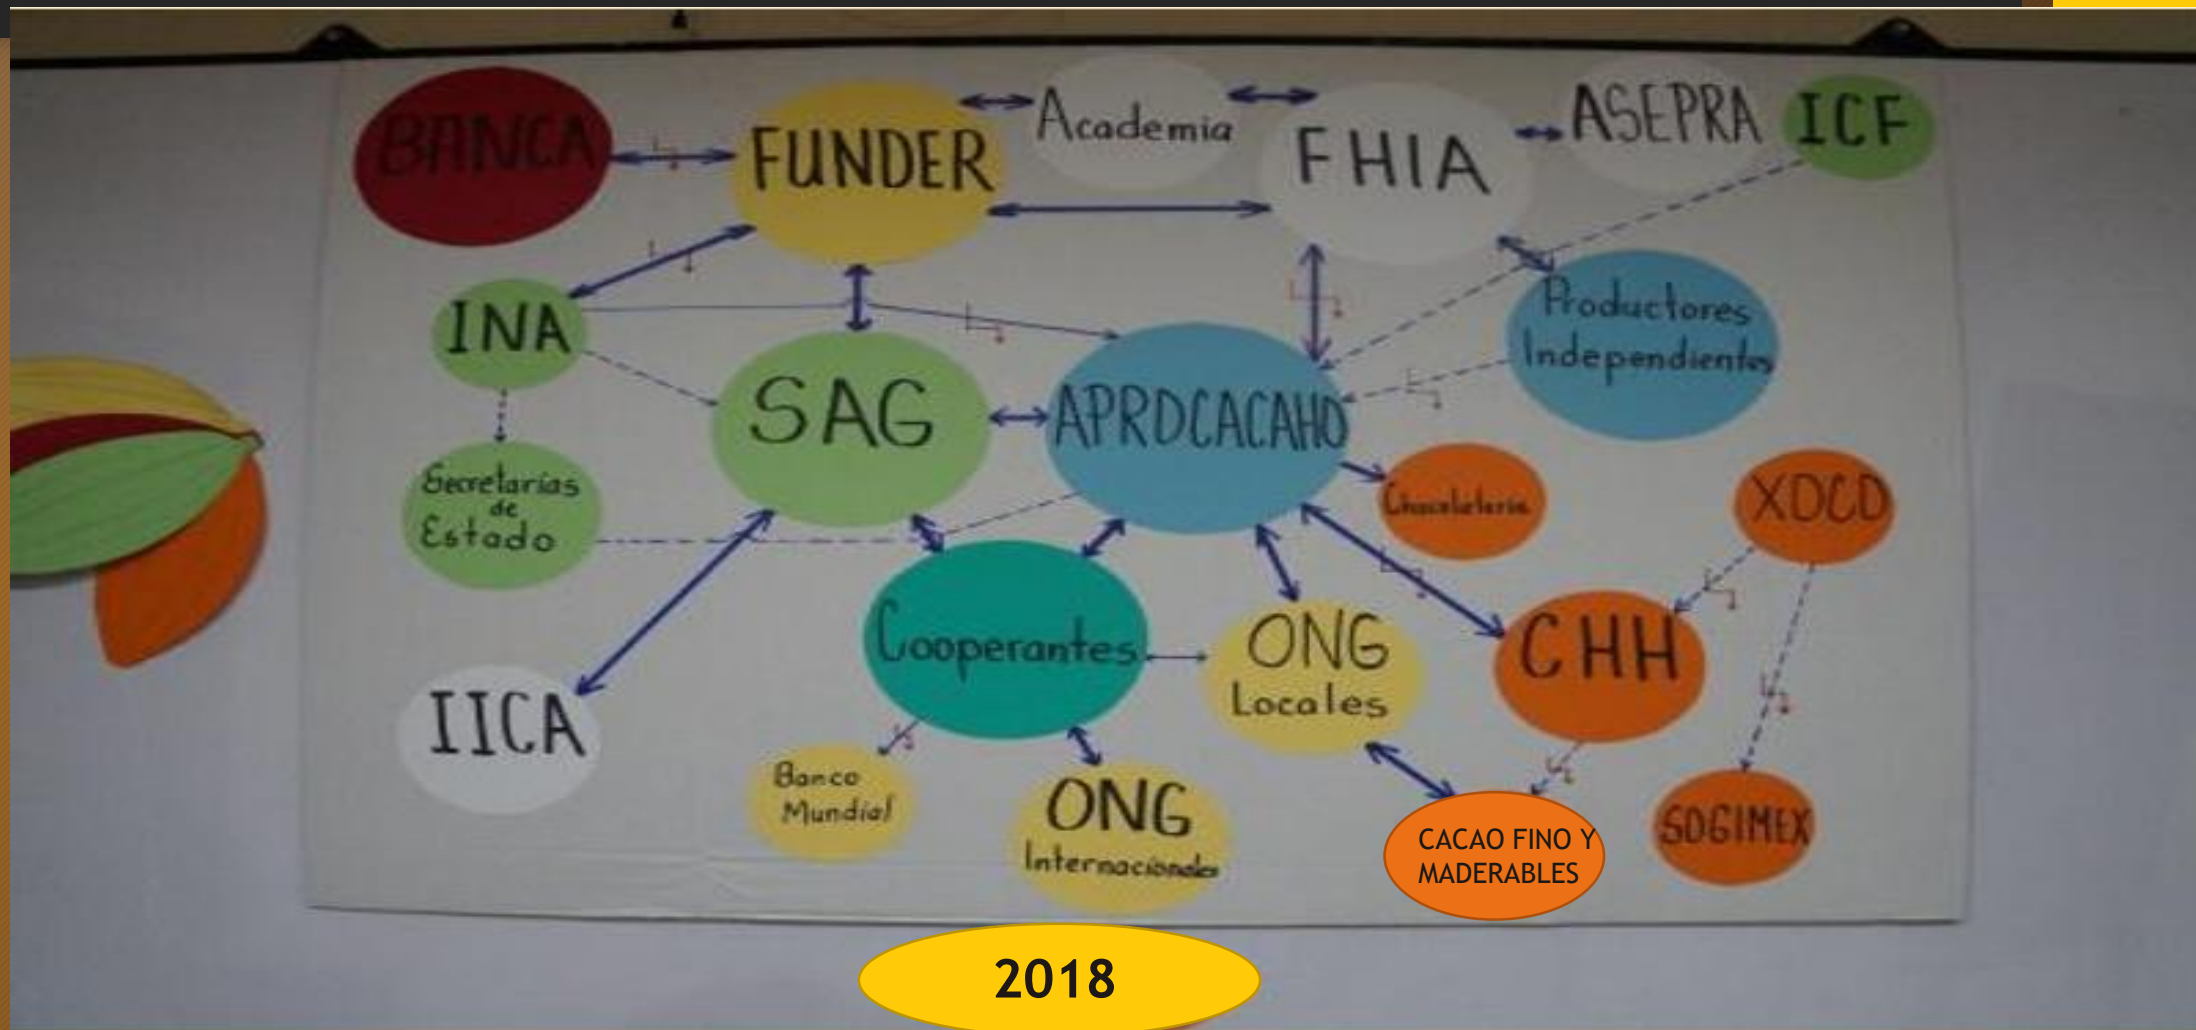 BANCA
FUNDER
Academia
FHIA
ASEPRA
ICF
INA
Productores
Independientes
SAG
APROCACAHO
Secretarías
de
Estado
Chocolatería
XOCO
Cooperantes
ONG
Locales
CHH
IICA
Banco
Mundial
ONG
Internacionales
CACAO FINO Y
MADERABLES
SOGIMEX
2018